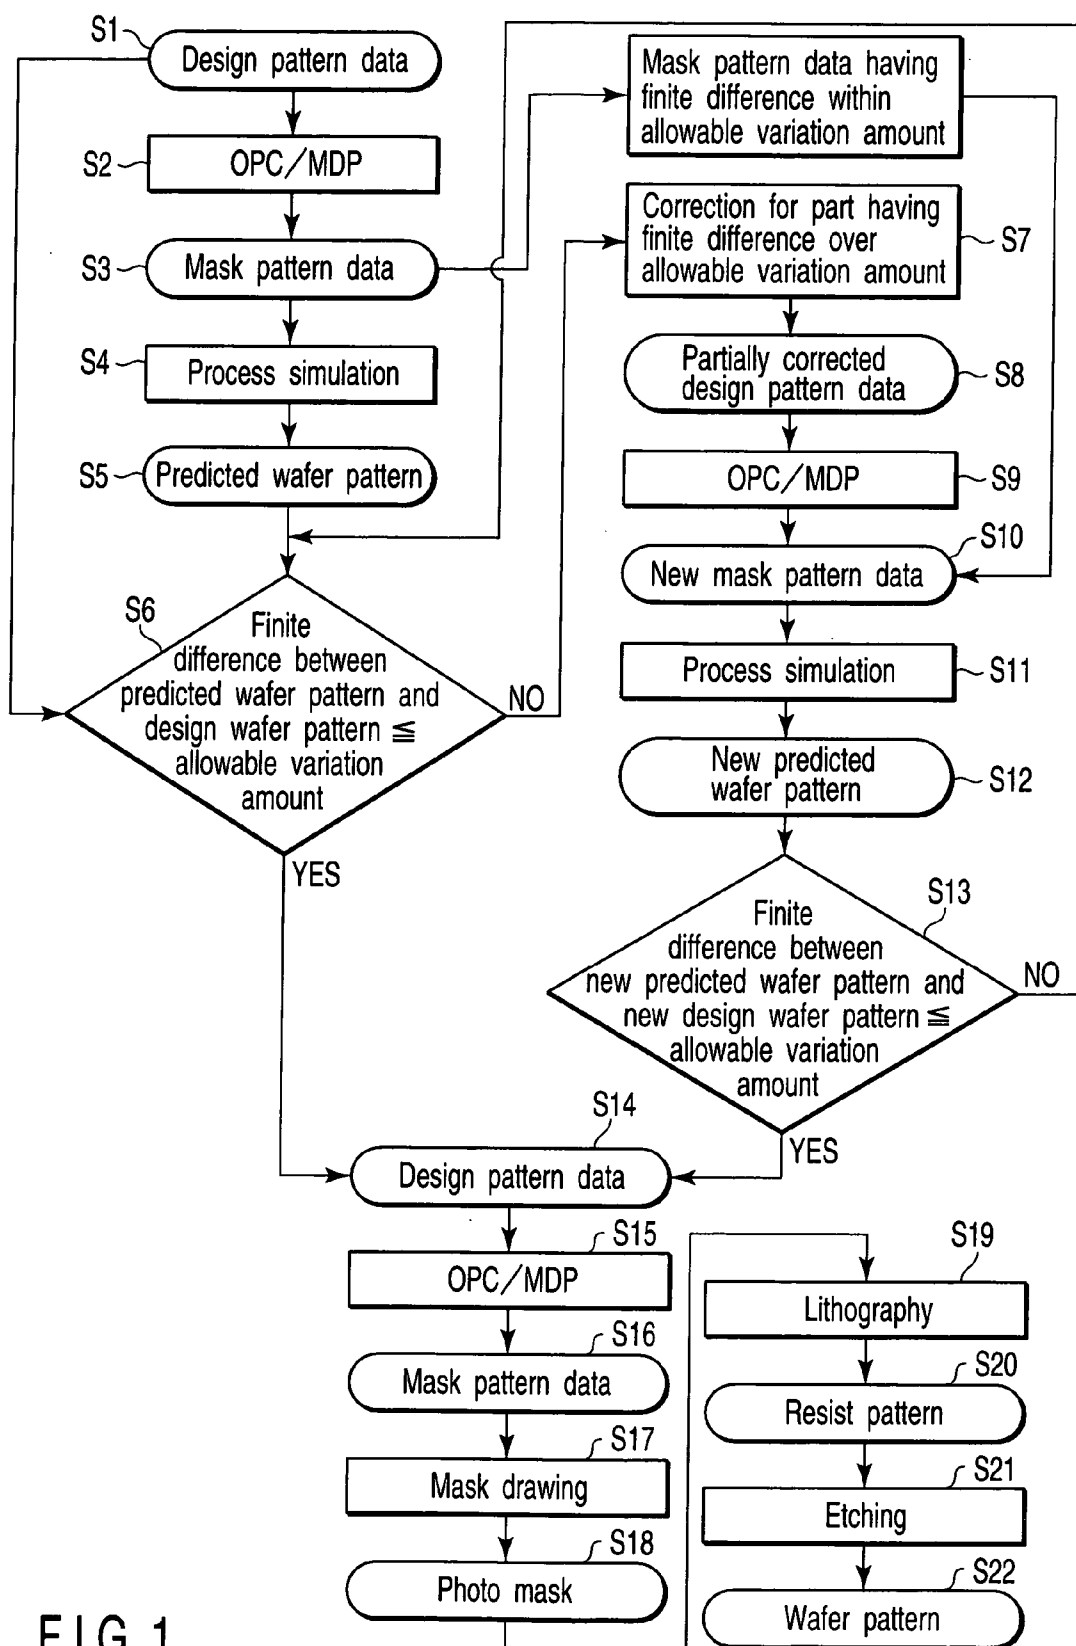 S1
Design pattern data
S2
OPC/MDP
S3
Mask pattern data
S4
Process simulation
S5
Predicted wafer pattern
S6
Finite
difference between
predicted wafer pattern and
design wafer pattern ≦
allowable variation
amount
NO
YES
Mask pattern data having
finite difference within
allowable variation amount
Correction for part having
finite difference over
allowable variation amount
S7
Partially corrected
design pattern data
S8
OPC/MDP
S9
S10
New mask pattern data
Process simulation
S11
New predicted
wafer pattern
S12
S13
Finite
difference between
new predicted wafer pattern and
new design wafer pattern ≦
allowable variation
amount
NO
YES
S14
Design pattern data
S15
OPC/MDP
S16
Mask pattern data
S17
Mask drawing
S18
Photo mask
S19
Lithography
S20
Resist pattern
S21
Etching
S22
Wafer pattern
FIG.1